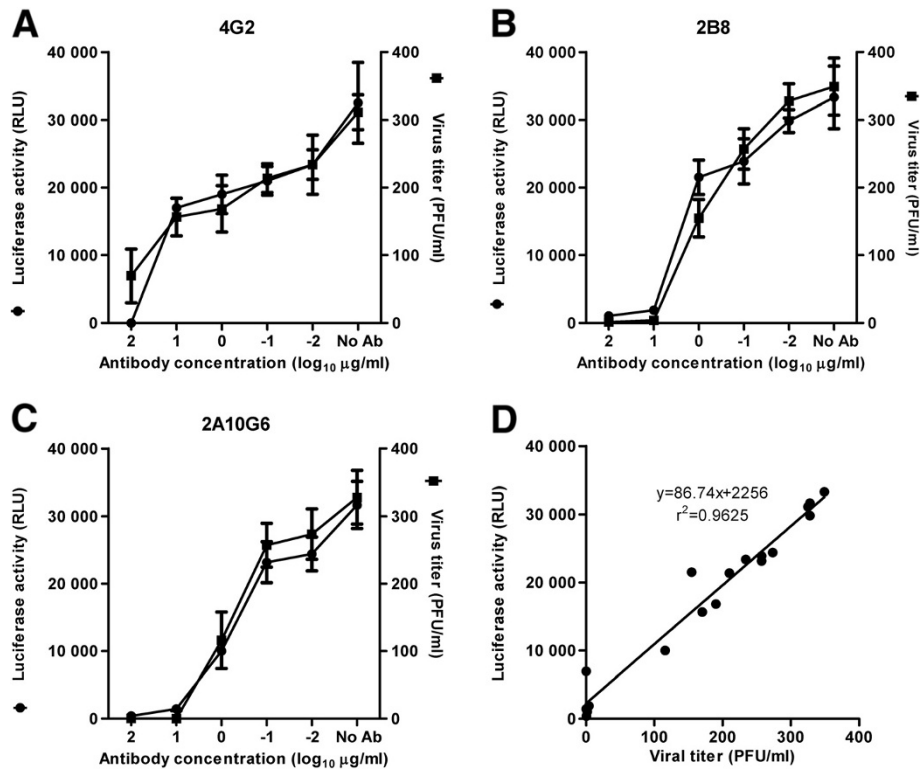 A
4G2
40 000
30 000
20 000
10 000
0
Luciferase activity (RLU)
400
300
200
100
0
Virus titer (PFU/ml)
2 1 0 -1 -2 No Ab
Antibody concentration (log10 µg/ml)
B
2B8
40 000
30 000
20 000
10 000
0
Luciferase activity (RLU)
400
300
200
100
0
Virus titer (PFU/ml)
2 1 0 -1 -2 No Ab
Antibody concentration (log10 µg/ml)
C
2A10G6
40 000
30 000
20 000
10 000
0
Luciferase activity (RLU)
400
300
200
100
0
Virus titer (PFU/ml)
2 1 0 -1 -2 No Ab
Antibody concentration (log10 µg/ml)
D
40 000
30 000
20 000
10 000
0
Luciferase activity (RLU)
y=86.74x+2256
r²=0.9625
0 100 200 300 400
Viral titer (PFU/ml)